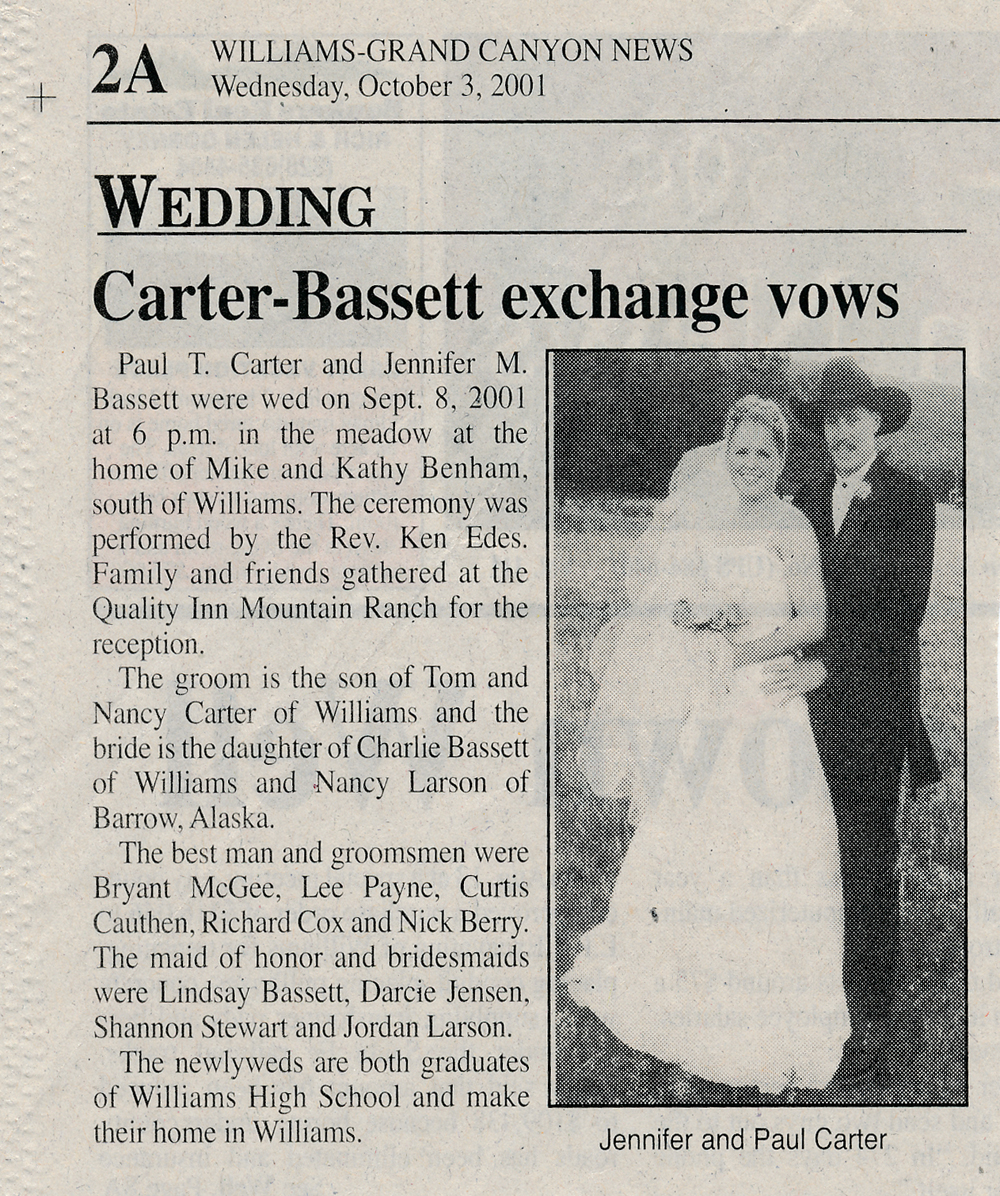 2A
WILLIAMS-GRAND CANYON NEWS
Wednesday, October 3, 2001
WEDDING
Carter-Bassett exchange vows
Paul T. Carter and Jennifer M.
Bassett were wed on Sept. 8, 2001
at 6 p.m. in the meadow at the
home of Mike and Kathy Benham,
south of Williams. The ceremony was
performed by the Rev. Ken Edes.
Family and friends gathered at the
Quality Inn Mountain Ranch for the
reception.
The groom is the son of Tom and
Nancy Carter of Williams and the
bride is the daughter of Charlie Bassett
of Williams and Nancy Larson of
Barrow, Alaska.
The best man and groomsmen were
Bryant McGee, Lee Payne, Curtis
Cauthen, Richard Cox and Nick Berry.
The maid of honor and bridesmaids
were Lindsay Bassett, Darcie Jensen,
Shannon Stewart and Jordan Larson.
The newlyweds are both graduates
of Williams High School and make
their home in Williams.
Jennifer and Paul Carter